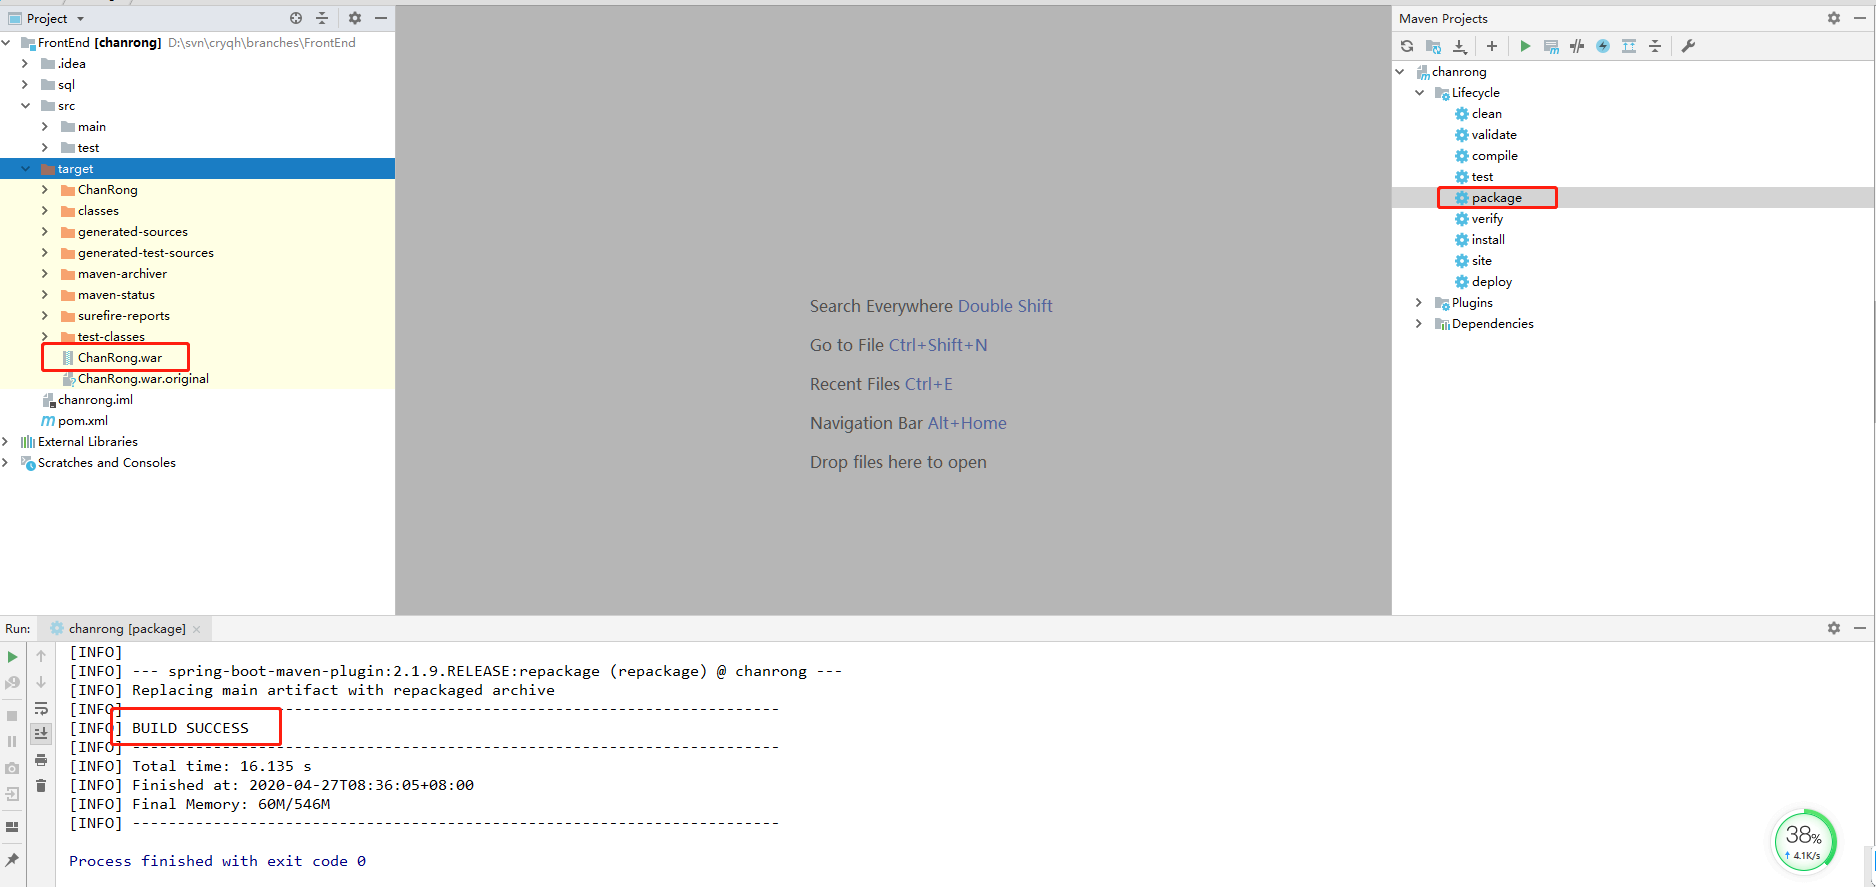 Project
FrontEnd [chanrong] D:\svn\cryqh\branches\FrontEnd
.idea
sql
src
main
test
target
ChanRong
classes
generated-sources
generated-test-sources
maven-archiver
maven-status
surefire-reports
test-classes
ChanRong.war
ChanRong.war.original
chanrong.iml
pom.xml
External Libraries
Scratches and Consoles
Search Everywhere Double Shift
Go to File Ctrl+Shift+N
Recent Files Ctrl+E
Navigation Bar Alt+Home
Drop files here to open
Maven Projects
chanrong
Lifecycle
clean
validate
compile
test
package
verify
install
site
deploy
Plugins
Dependencies
Run: chanrong [package]
[INFO]
[INFO] --- spring-boot-maven-plugin:2.1.9.RELEASE:repackage (repackage) @ chanrong ---
[INFO] Replacing main artifact with repackaged archive
[INFO] ------------------------------------------------------------------------
[INFO] BUILD SUCCESS
[INFO] ------------------------------------------------------------------------
[INFO] Total time: 16.135 s
[INFO] Finished at: 2020-04-27T08:36:05+08:00
[INFO] Final Memory: 60M/546M
[INFO] ------------------------------------------------------------------------
Process finished with exit code 0
38%
↑ 4.1K/s